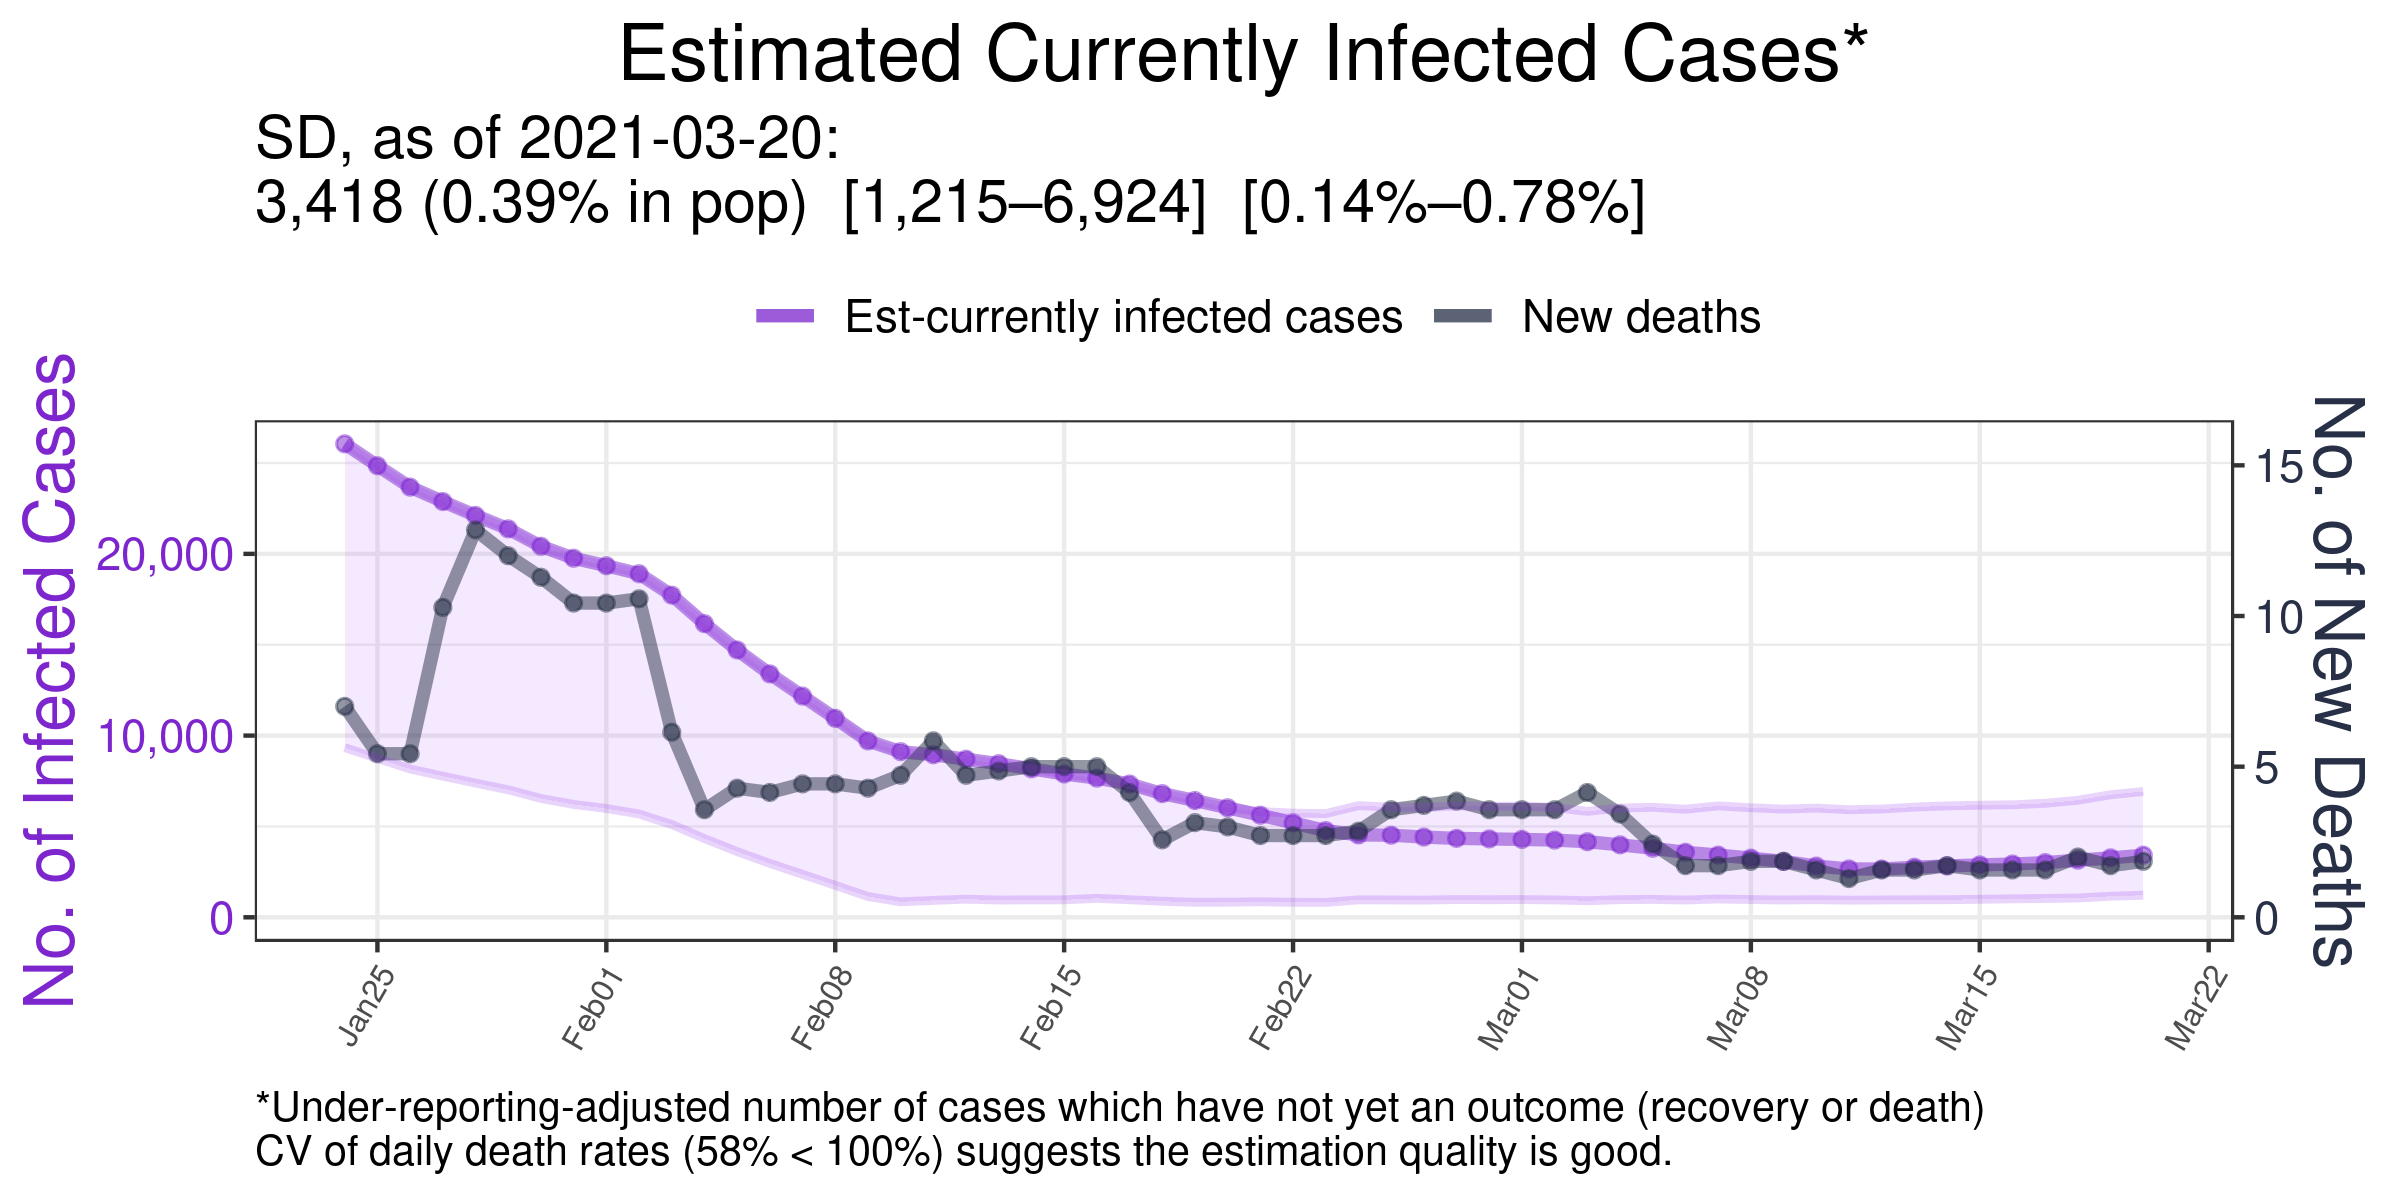 Estimated Currently Infected Cases*
SD, as of 2021-03-20:
3,418 (0.39% in pop)  [1,215–6,924]  [0.14%–0.78%]
Est-currently infected cases
New deaths
No. of Infected Cases
20,000
10,000
0
15
10
5
0
No. of New Deaths
Jan25
Feb01
Feb08
Feb15
Feb22
Mar01
Mar08
Mar15
Mar22
*Under-reporting-adjusted number of cases which have not yet an outcome (recovery or death)
CV of daily death rates (58% < 100%) suggests the estimation quality is good.